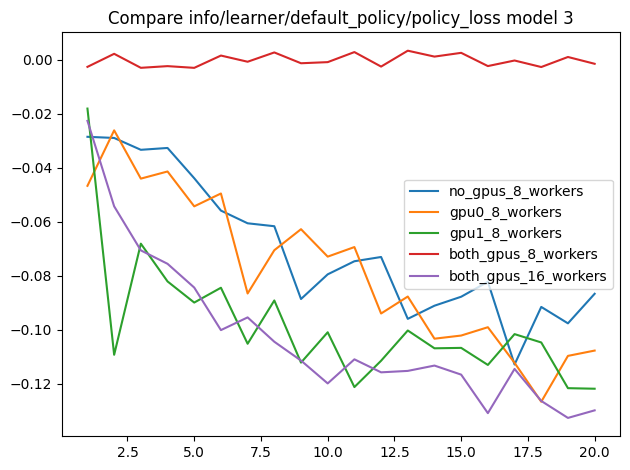 Compare info/learner/default_policy/policy_loss model 3
0.00
−0.02
−0.04
−0.06
−0.08
−0.10
−0.12
no_gpus_8_workers
gpu0_8_workers
gpu1_8_workers
both_gpus_8_workers
both_gpus_16_workers
2.5 5.0 7.5 10.0 12.5 15.0 17.5 20.0